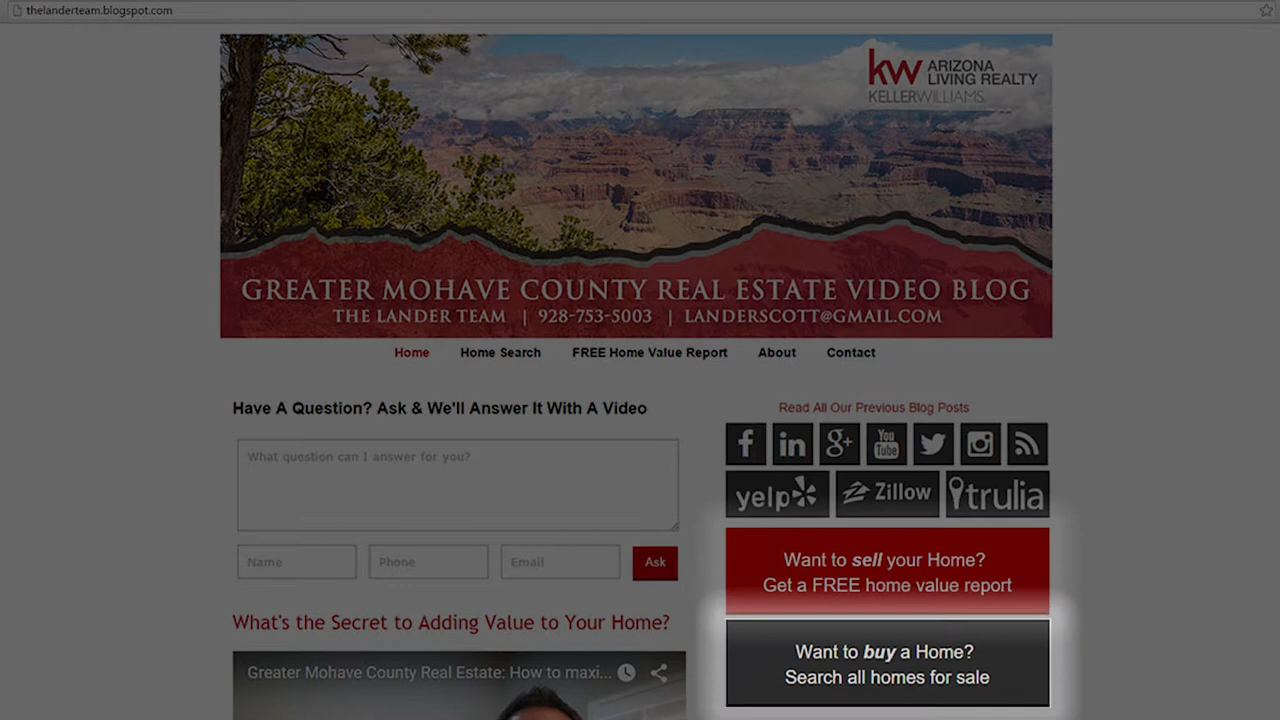 thelanderteam.blogspot.com
kw ARIZONA
LIVING REALTY
KELLERWILLIAMS.
GREATER MOHAVE COUNTY REAL ESTATE VIDEO BLOG
THE LANDER TEAM | 928-753-5003 | LANDERSCOTT@GMAIL.COM
Home Home Search FREE Home Value Report About Contact
Have A Question? Ask & We'll Answer It With A Video
What question can I answer for you?
Name Phone Email Ask
What's the Secret to Adding Value to Your Home?
Greater Mohave County Real Estate: How to maxi...
Read All Our Previous Blog Posts
f in g+ You Tube
yelp Zillow trulia
Want to sell your Home?
Get a FREE home value report
Want to buy a Home?
Search all homes for sale